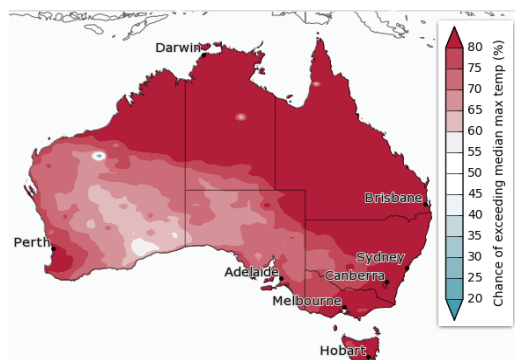 Darwin
Brisbane
Perth
Sydney
Adelaide
Canberra
Melbourne
Hobart
80
75
70
65
60
55
50
45
40
35
30
25
20
Chance of exceeding median max temp (%)